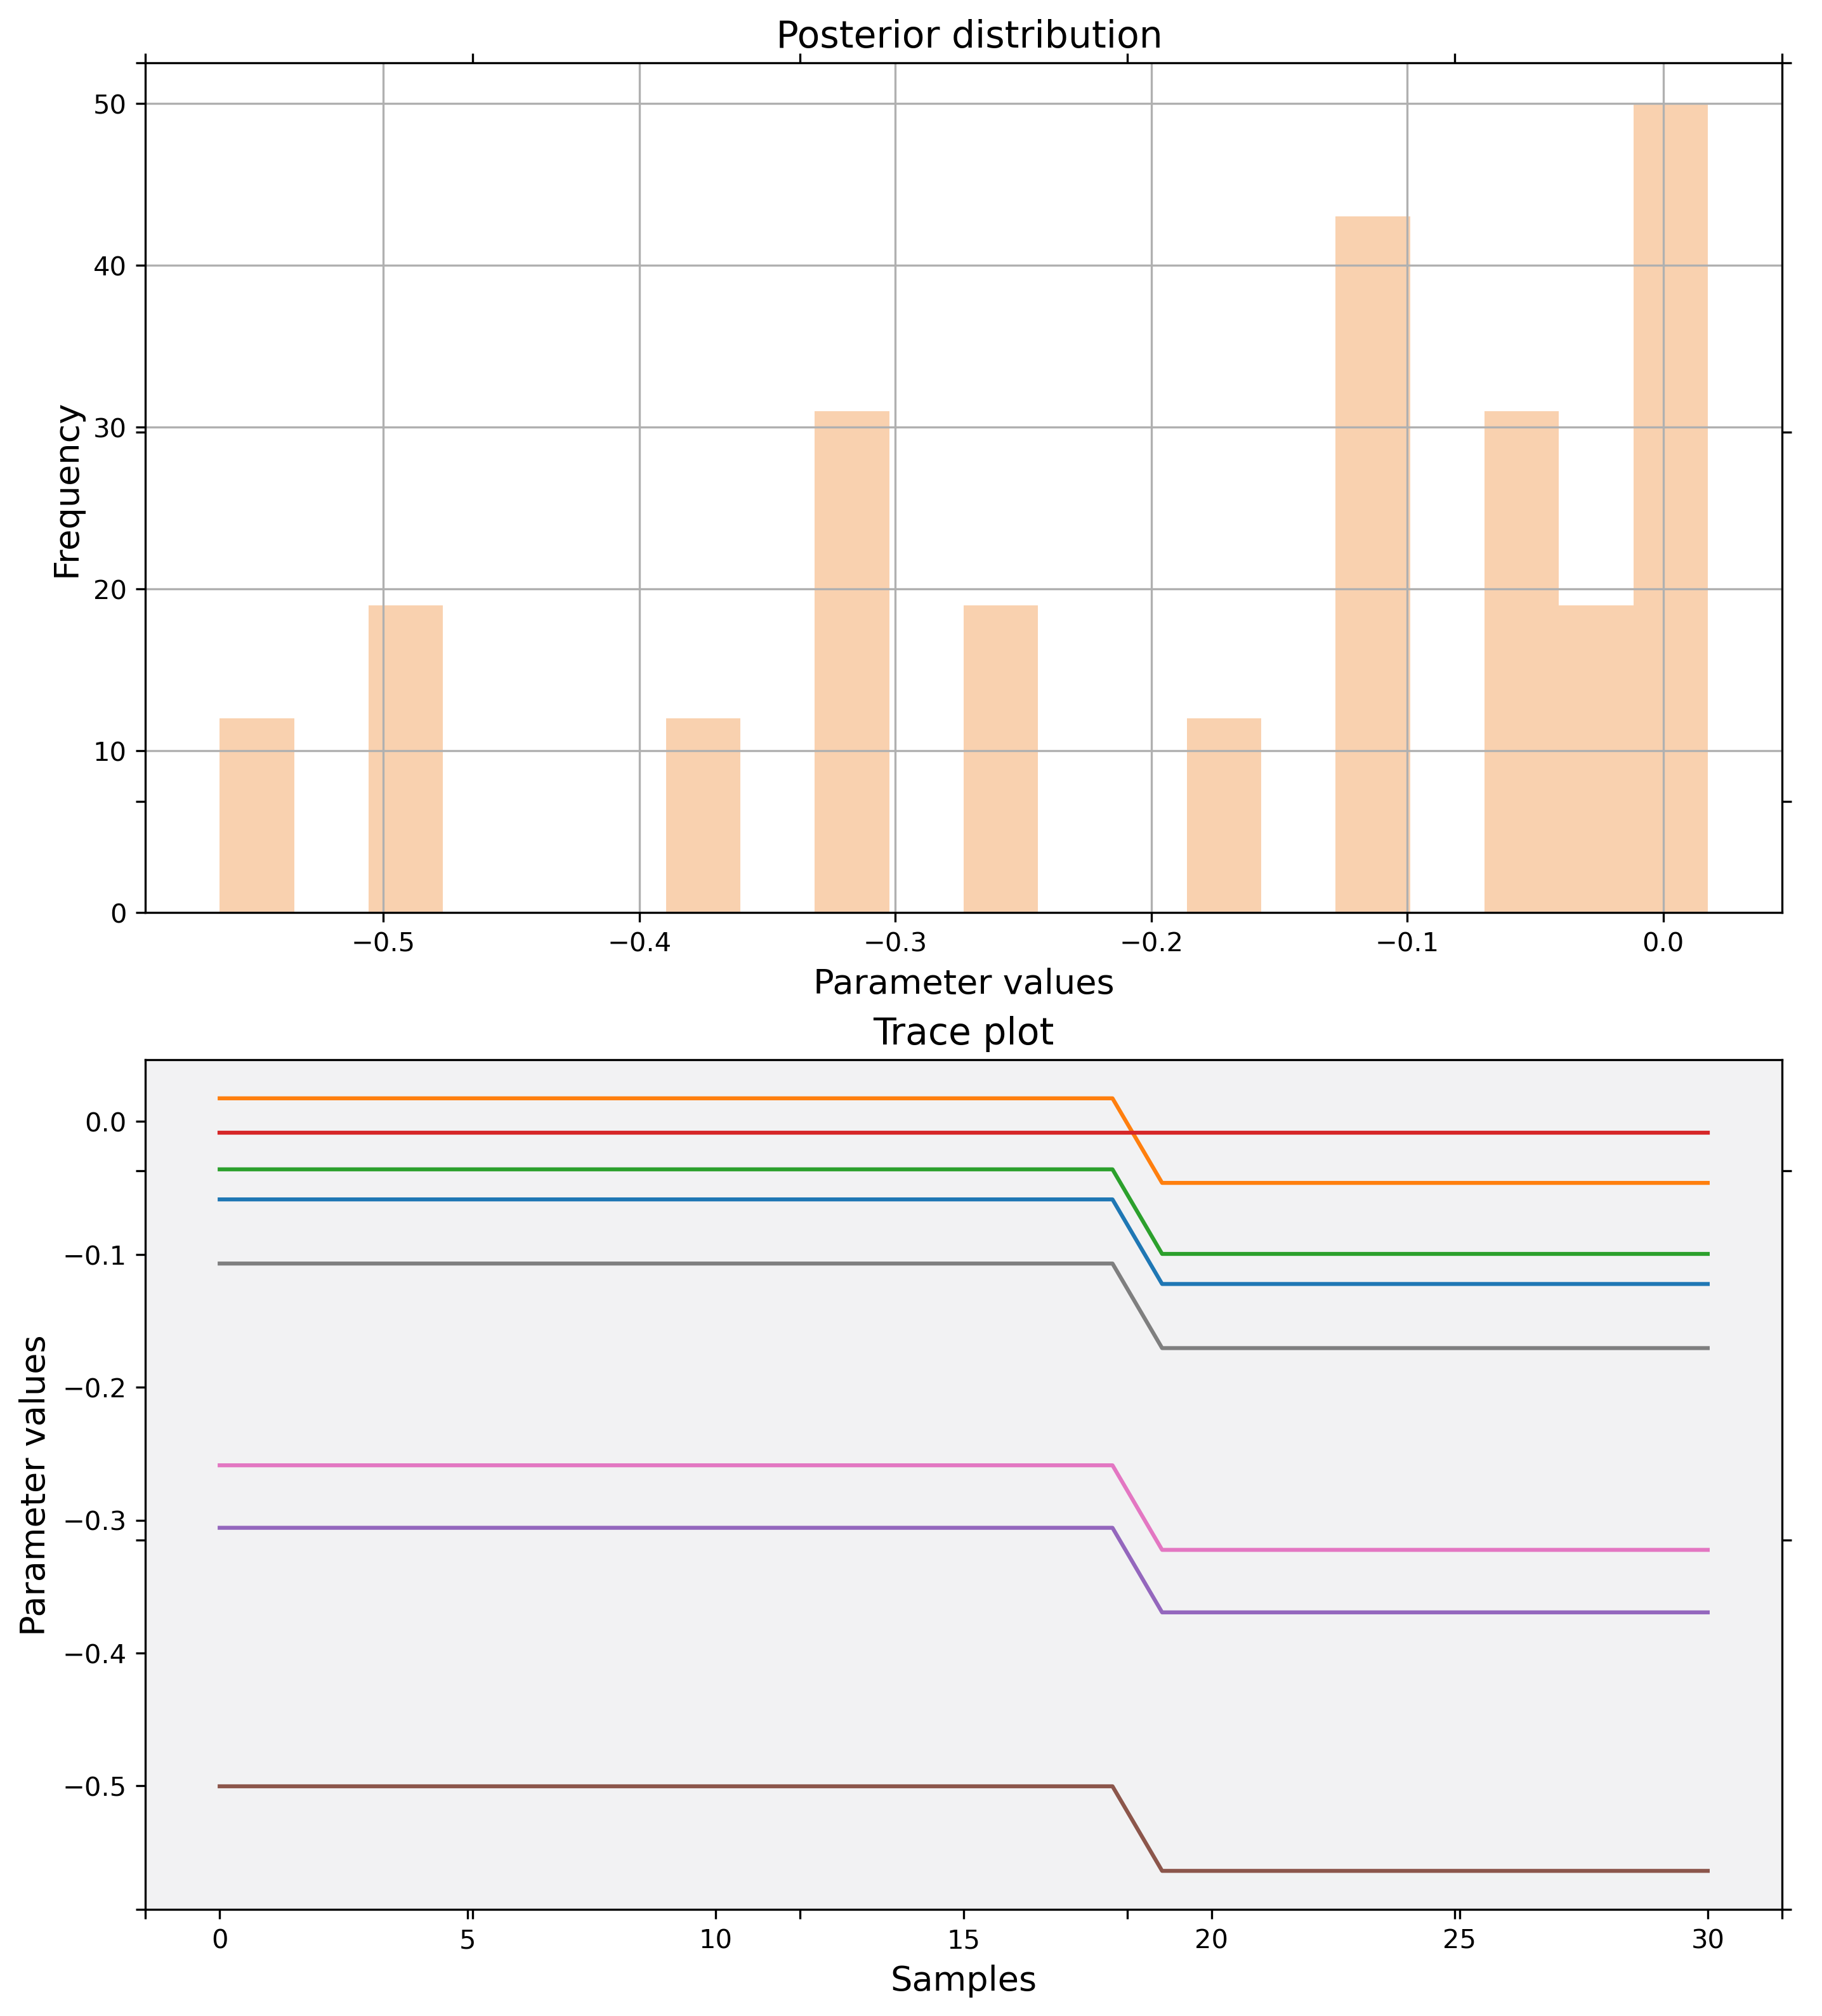 Posterior distribution
50
40
30
20
10
0
Frequency
−0.5 −0.4 −0.3 −0.2 −0.1 0.0
Parameter values
Trace plot
0.0
−0.1
−0.2
−0.3
−0.4
−0.5
Parameter values
0 5 10 15 20 25 30
Samples